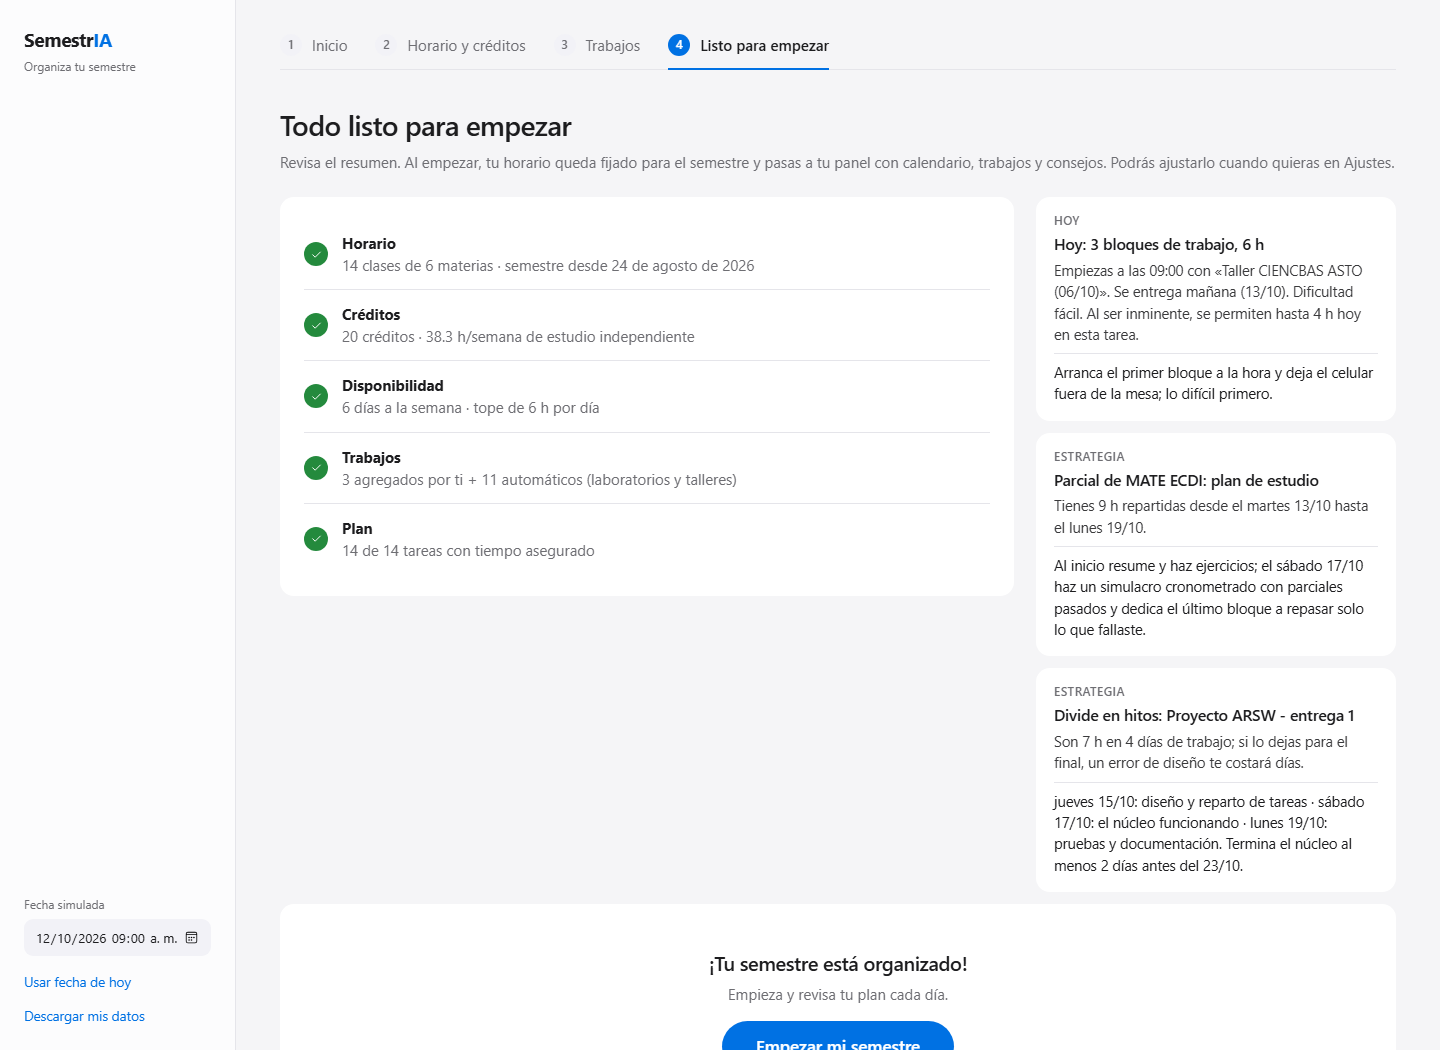 SemestrIA
Organiza tu semestre
1 Inicio
2 Horario y créditos
3 Trabajos
4 Listo para empezar
Todo listo para empezar
Revisa el resumen. Al empezar, tu horario queda fijado para el semestre y pasas a tu panel con calendario, trabajos y consejos. Podrás ajustarlo cuando quieras en Ajustes.
Horario
14 clases de 6 materias · semestre desde 24 de agosto de 2026
Créditos
20 créditos · 38.3 h/semana de estudio independiente
Disponibilidad
6 días a la semana · tope de 6 h por día
Trabajos
3 agregados por ti + 11 automáticos (laboratorios y talleres)
Plan
14 de 14 tareas con tiempo asegurado
HOY
Hoy: 3 bloques de trabajo, 6 h
Empiezas a las 09:00 con «Taller CIENCBAS ASTO
(06/10)». Se entrega mañana (13/10). Dificultad
fácil. Al ser inminente, se permiten hasta 4 h hoy
en esta tarea.
Arranca el primer bloque a la hora y deja el celular
fuera de la mesa; lo difícil primero.
ESTRATEGIA
Parcial de MATE ECDI: plan de estudio
Tienes 9 h repartidas desde el martes 13/10 hasta
el lunes 19/10.
Al inicio resume y haz ejercicios; el sábado 17/10
haz un simulacro cronometrado con parciales
pasados y dedica el último bloque a repasar solo
lo que fallaste.
ESTRATEGIA
Divide en hitos: Proyecto ARSW - entrega 1
Son 7 h en 4 días de trabajo; si lo dejas para el
final, un error de diseño te costará días.
jueves 15/10: diseño y reparto de tareas · sábado
17/10: el núcleo funcionando · lunes 19/10:
pruebas y documentación. Termina el núcleo al
menos 2 días antes del 23/10.
Fecha simulada
12/10/2026 09:00 a. m.
Usar fecha de hoy
Descargar mis datos
¡Tu semestre está organizado!
Empieza y revisa tu plan cada día.
Empezar mi semestre